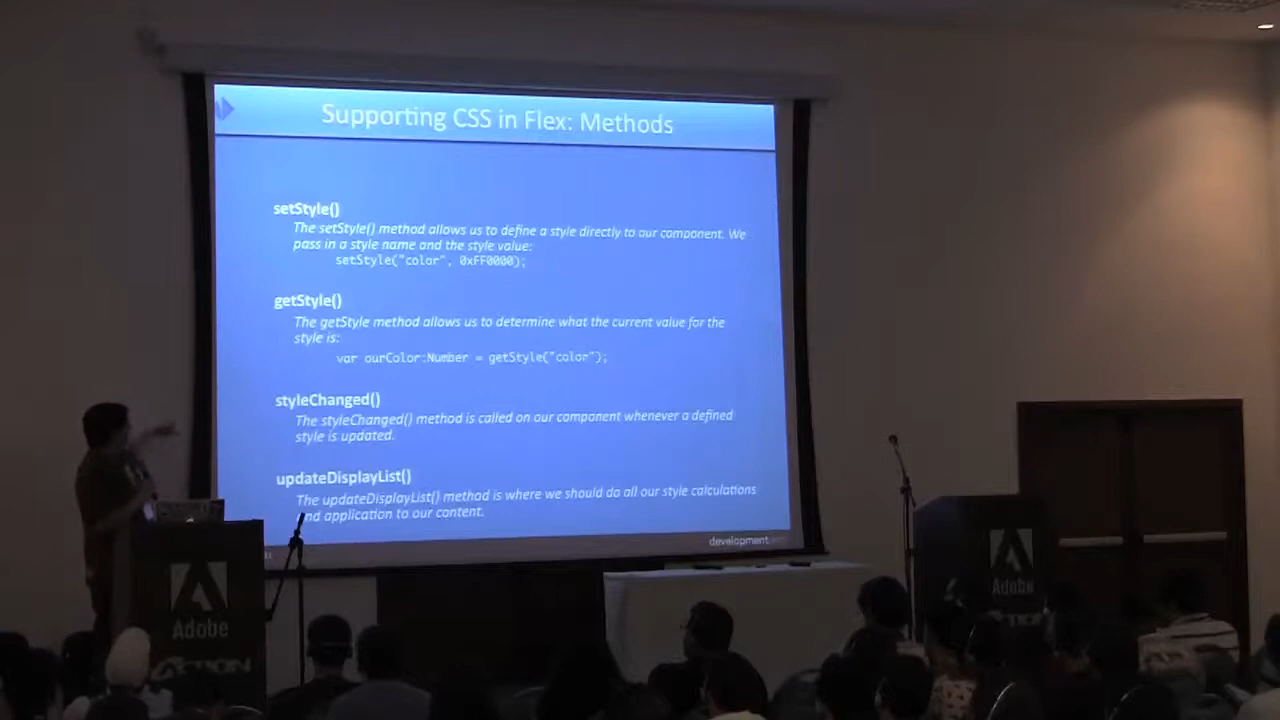 Supporting CSS in Flex: Methods
setStyle()
The setStyle() method allows us to define a style directly to our component. We
pass in a style name and the style value:
setStyle("color", 0xFF0000);
getStyle()
The getStyle method allows us to determine what the current value for the
style is:
var ourColor:Number = getStyle("color");
styleChanged()
The styleChanged() method is called on our component whenever a defined
style is updated.
updateDisplayList()
The updateDisplayList() method is where we should do all our style calculations
and application to our content.
development
Adobe
ACTION
Adobe